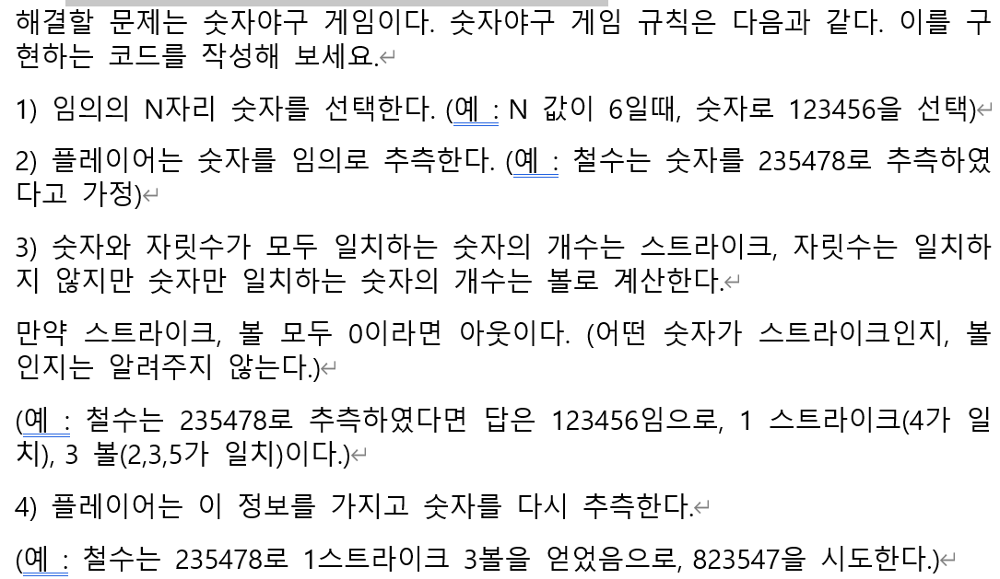 해결할 문제는 숫자야구 게임이다. 숫자야구 게임 규칙은 다음과 같다. 이를 구
현하는 코드를 작성해 보세요.↵
1) 임의의 N자리 숫자를 선택한다. (예 : N 값이 6일때, 숫자로 123456을 선택)↵
2) 플레이어는 숫자를 임의로 추측한다. (예 : 철수는 숫자를 235478로 추측하였
다고 가정)↵
3) 숫자와 자릿수가 모두 일치하는 숫자의 개수는 스트라이크, 자릿수는 일치하
지 않지만 숫자만 일치하는 숫자의 개수는 볼로 계산한다.↵
만약 스트라이크, 볼 모두 0이라면 아웃이다. (어떤 숫자가 스트라이크인지, 볼
인지는 알려주지 않는다.)↵
(예 : 철수는 235478로 추측하였다면 답은 123456임으로, 1 스트라이크(4가 일
치), 3 볼(2,3,5가 일치)이다.)↵
4) 플레이어는 이 정보를 가지고 숫자를 다시 추측한다.↵
(예 : 철수는 235478로 1스트라이크 3볼을 얻었음으로, 823547을 시도한다.)↵